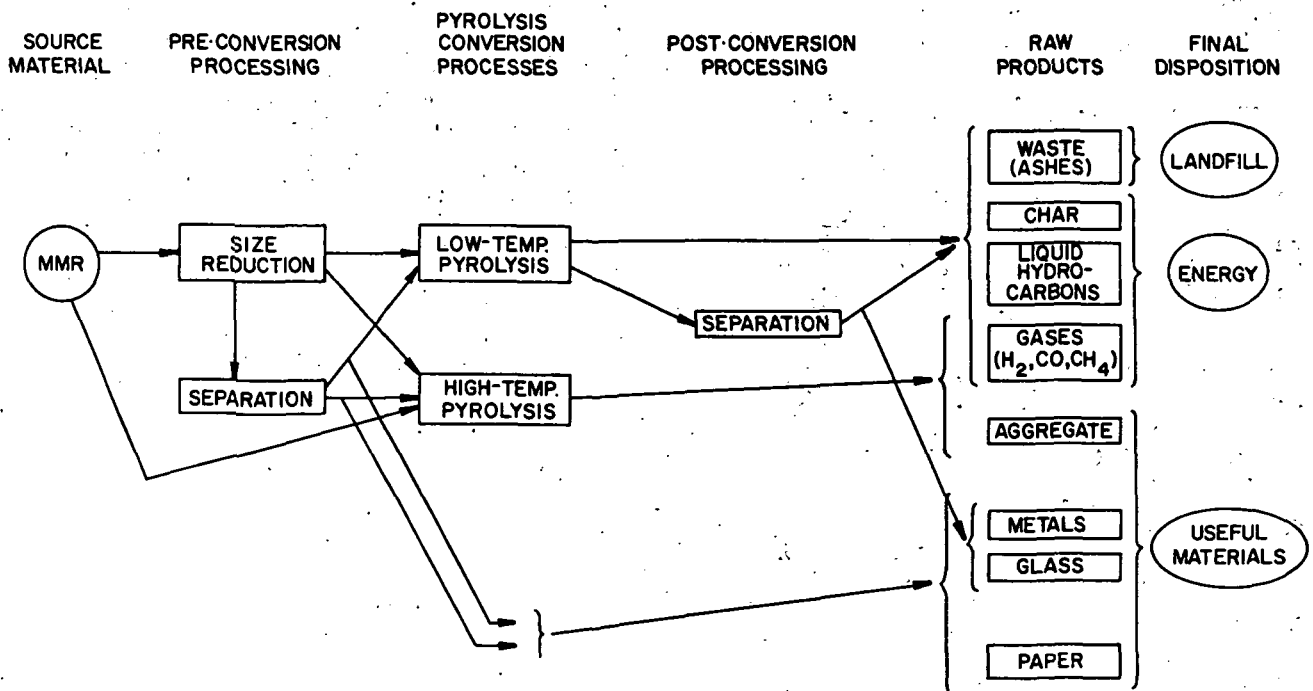 SOURCE
MATERIAL
PRE-CONVERSION
PROCESSING
PYROLYSIS
CONVERSION
PROCESSES
POST-CONVERSION
PROCESSING
RAW
PRODUCTS
FINAL
DISPOSITION
MMR
SIZE
REDUCTION
SEPARATION
LOW-TEMP.
PYROLYSIS
HIGH-TEMP.
PYROLYSIS
SEPARATION
WASTE
(ASHES)
CHAR
LIQUID
HYDRO-
CARBONS
GASES
(H₂,CO,CH₄)
AGGREGATE
METALS
GLASS
PAPER
LANDFILL
ENERGY
USEFUL
MATERIALS